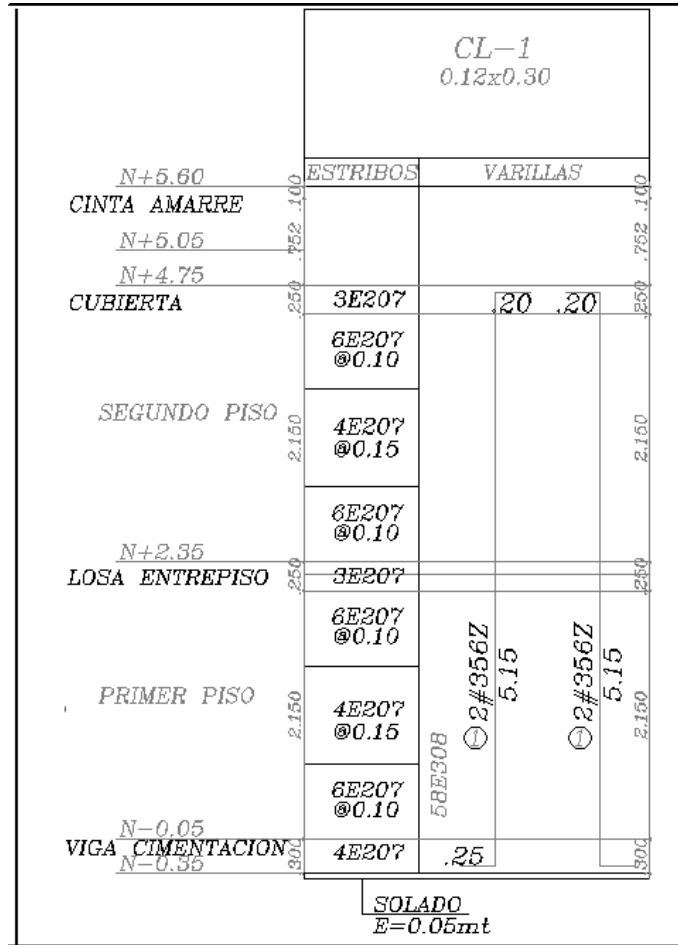 CL-1
0.12x0.30
ESTRIBOS
VARILLAS
N+5.60
.100
.100
CINTA AMARRE
N+5.05
.752
.752
N+4.75
CUBIERTA
.250
3E207
.20
.20
.250
6E207
@0.10
SEGUNDO PISO
2.150
4E207
@0.15
2.150
6E207
@0.10
N+2.35
LOSA ENTREPISO
.250
3E207
.250
6E207
@0.10
PRIMER PISO
2.150
4E207
@0.15
1 2#356Z
5.15
1 2#356Z
5.15
2.150
58E308
6E207
@0.10
N-0.05
VIGA CIMENTACION
N-0.35
.300
4E207
.25
.300
SOLADO
E=0.05mt